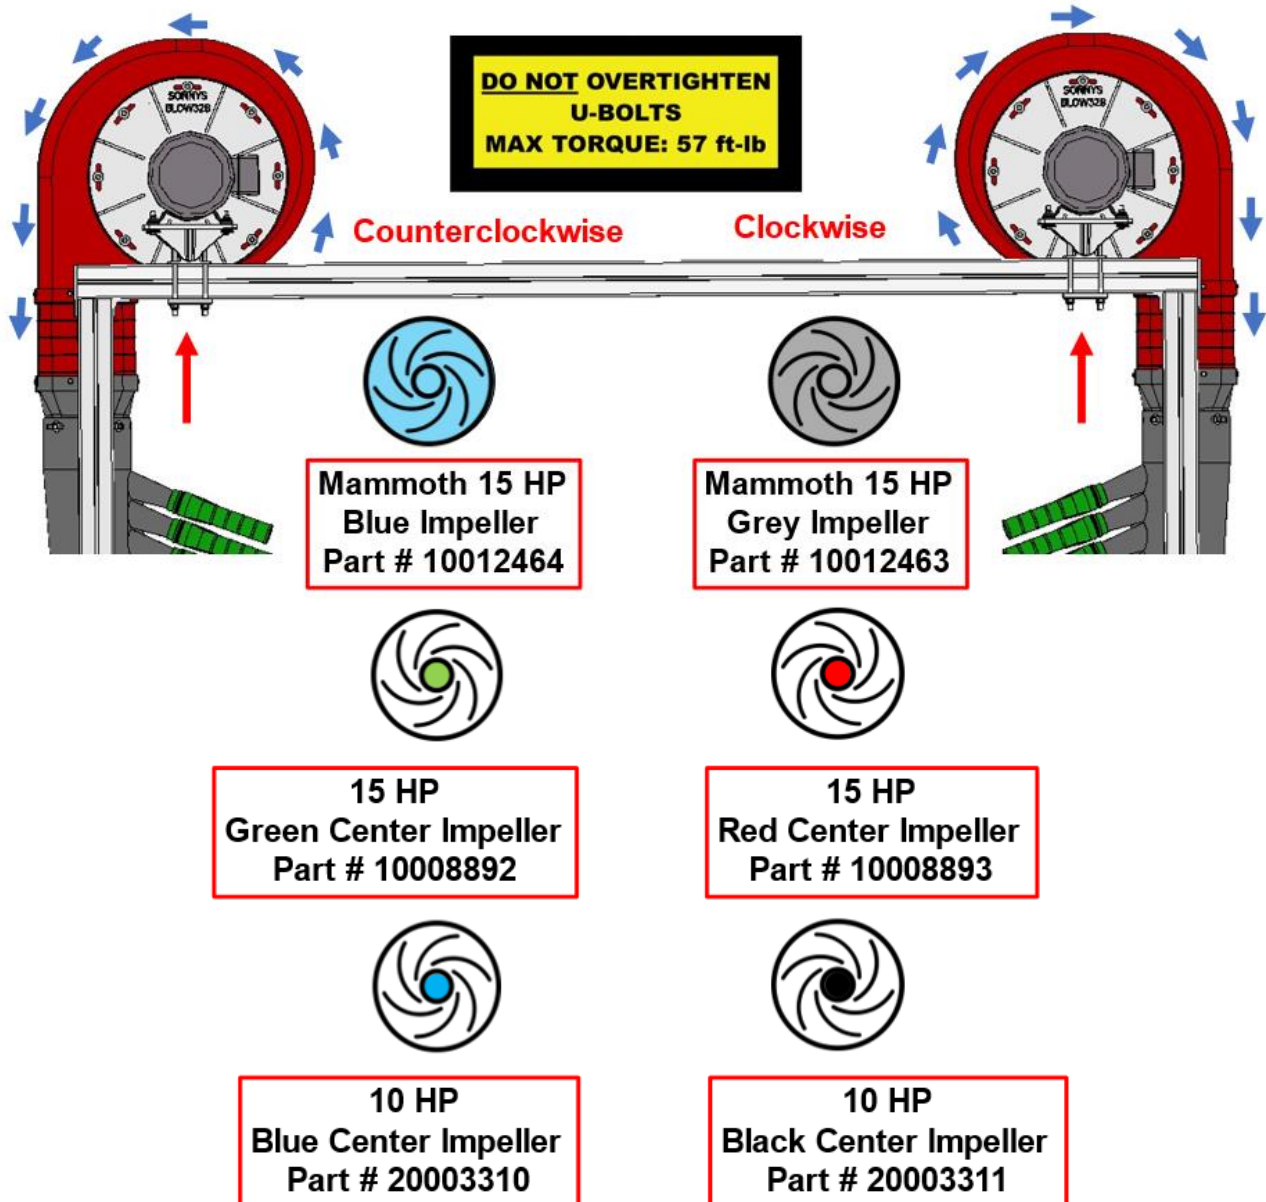 SONNYS
BLOW32B
DO NOT OVERTIGHTEN
U-BOLTS
MAX TORQUE: 57 ft-lb
SONNYS
BLOW32B
Counterclockwise
Clockwise
Mammoth 15 HP
Blue Impeller
Part # 10012464
Mammoth 15 HP
Grey Impeller
Part # 10012463
15 HP
Green Center Impeller
Part # 10008892
15 HP
Red Center Impeller
Part # 10008893
10 HP
Blue Center Impeller
Part # 20003310
10 HP
Black Center Impeller
Part # 20003311